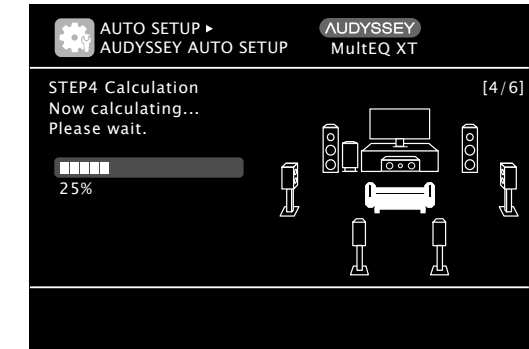 AUTO SETUP ▸
AUDYSSEY AUTO SETUP
AUDYSSEY
MultEQ XT
STEP4 Calculation
[4/6]
Now calculating...
Please wait.
25%